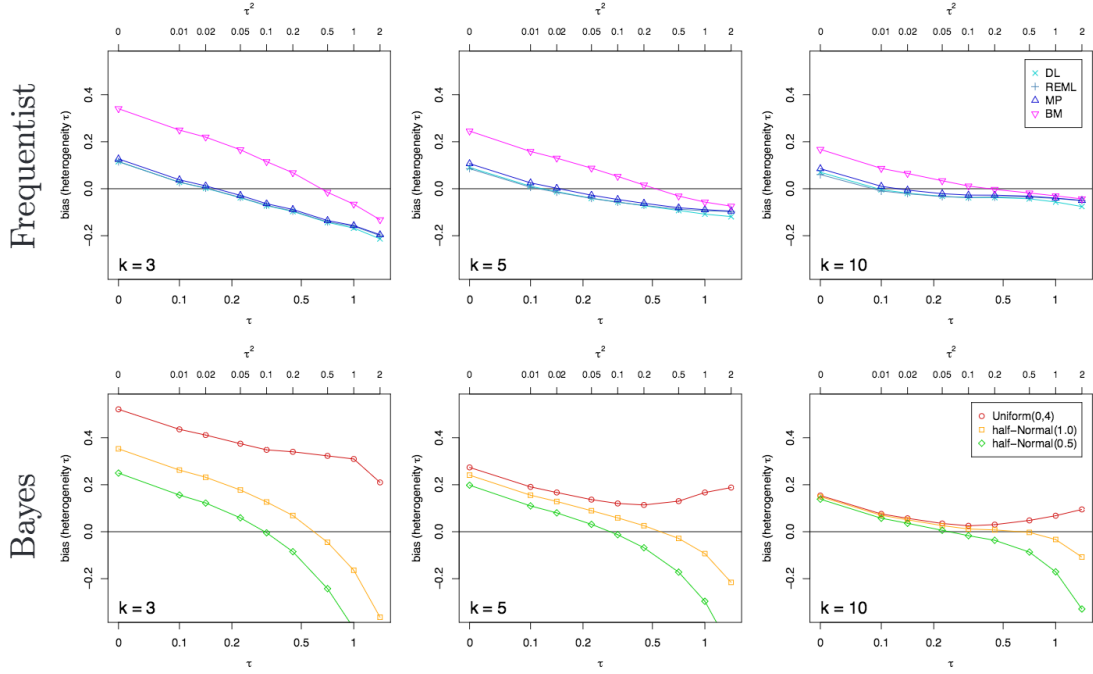 Frequentist
τ²
0 0.01 0.02 0.05 0.1 0.2 0.5 1 2
bias (heterogeneity τ)
0.4
0.2
0.0
−0.2
k = 3
0 0.1 0.2 0.5 1
τ
τ²
0 0.01 0.02 0.05 0.1 0.2 0.5 1 2
bias (heterogeneity τ)
0.4
0.2
0.0
−0.2
k = 5
0 0.1 0.2 0.5 1
τ
τ²
0 0.01 0.02 0.05 0.1 0.2 0.5 1 2
bias (heterogeneity τ)
0.4
0.2
0.0
−0.2
DL
REML
MP
BM
k = 10
0 0.1 0.2 0.5 1
τ
Bayes
τ²
0 0.01 0.02 0.05 0.1 0.2 0.5 1 2
bias (heterogeneity τ)
0.4
0.2
0.0
−0.2
k = 3
0 0.1 0.2 0.5 1
τ
τ²
0 0.01 0.02 0.05 0.1 0.2 0.5 1 2
bias (heterogeneity τ)
0.4
0.2
0.0
−0.2
k = 5
0 0.1 0.2 0.5 1
τ
τ²
0 0.01 0.02 0.05 0.1 0.2 0.5 1 2
bias (heterogeneity τ)
0.4
0.2
0.0
−0.2
Uniform(0,4)
half−Normal(1.0)
half−Normal(0.5)
k = 10
0 0.1 0.2 0.5 1
τ